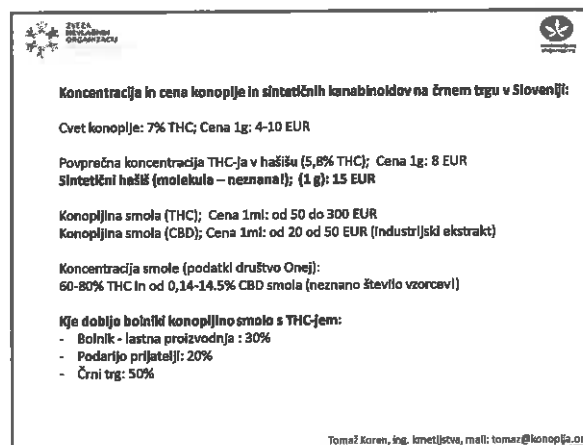 ZVEZA
NEVLADNIH
ORGANIZACIJ
Koncentracija in cena konoplje in sintetičnih kanabinoidov na črnem trgu v Sloveniji:
Cvet konoplje: 7% THC; Cena 1g: 4-10 EUR
Povprečna koncentracija THC-ja v hašišu (5,8% THC); Cena 1g: 8 EUR
Sintetični hašiš (molekula – neznana!); (1 g): 15 EUR
Konopljina smola (THC); Cena 1ml: od 50 do 300 EUR
Konopljina smola (CBD); Cena 1ml: od 20 od 50 EUR (industrijski ekstrakt)
Koncentracija smole (podatki društvo Onej):
60-80% THC in od 0,14-14.5% CBD smola (neznano število vzorcev!)
Kje dobijo bolniki konopljino smolo s THC-jem:
- Bolnik - lastna proizvodnja : 30%
- Podarijo prijatelji: 20%
- Črni trg: 50%
Tomaž Koren, ing. kmetijstva, mail: tomaz@konoplja.or